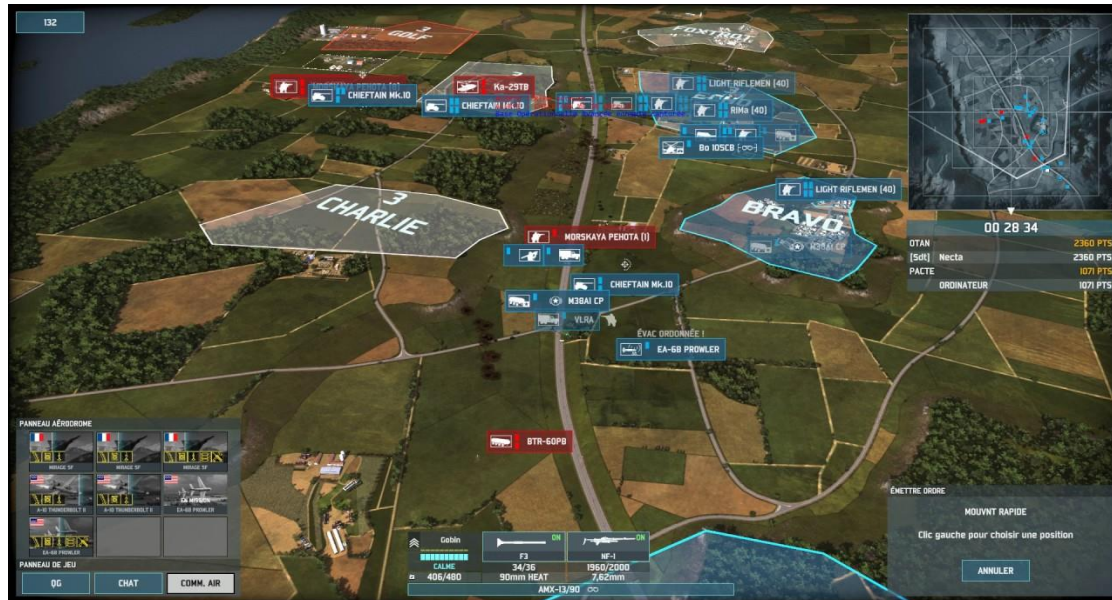 132
3
GOLF
FOXTROT
Ka-29TB
LIGHT RIFLEMEN (40)
CHIEFTAIN Mk.10
CHIEFTAIN Mk.10
RIMa (40)
Bo 105CB
LIGHT RIFLEMEN (40)
3
CHARLIE
BRAVO
M38A1 CP
MORSKAYA PEHOTA (1)
CHIEFTAIN Mk.10
M38A1 CP
VLRA
ÉVAC ORDONNÉE !
EA-6B PROWLER
BTR-60PB
00 28 34
OTAN 2360 PTS
[Sdt] Necta 2360 PTS
PACTE 1071 PTS
ORDINATEUR 1071 PTS
PANNEAU AÉRODROME
MIRAGE 5F
MIRAGE 5F
MIRAGE 5F
A-10 THUNDERBOLT II
A-10 THUNDERBOLT II
EA-6B PROWLER
EA-6B PROWLER
PANNEAU DE JEU
QG
CHAT
COMM. AIR
Gobin
CALME
406/480
ON
F3
34/36
90mm HEAT
ON
NF-1
1960/2000
7,62mm
AMX-13/90
ÉMETTRE ORDRE
MOUVNT RAPIDE
Clic gauche pour choisir une position
ANNULER